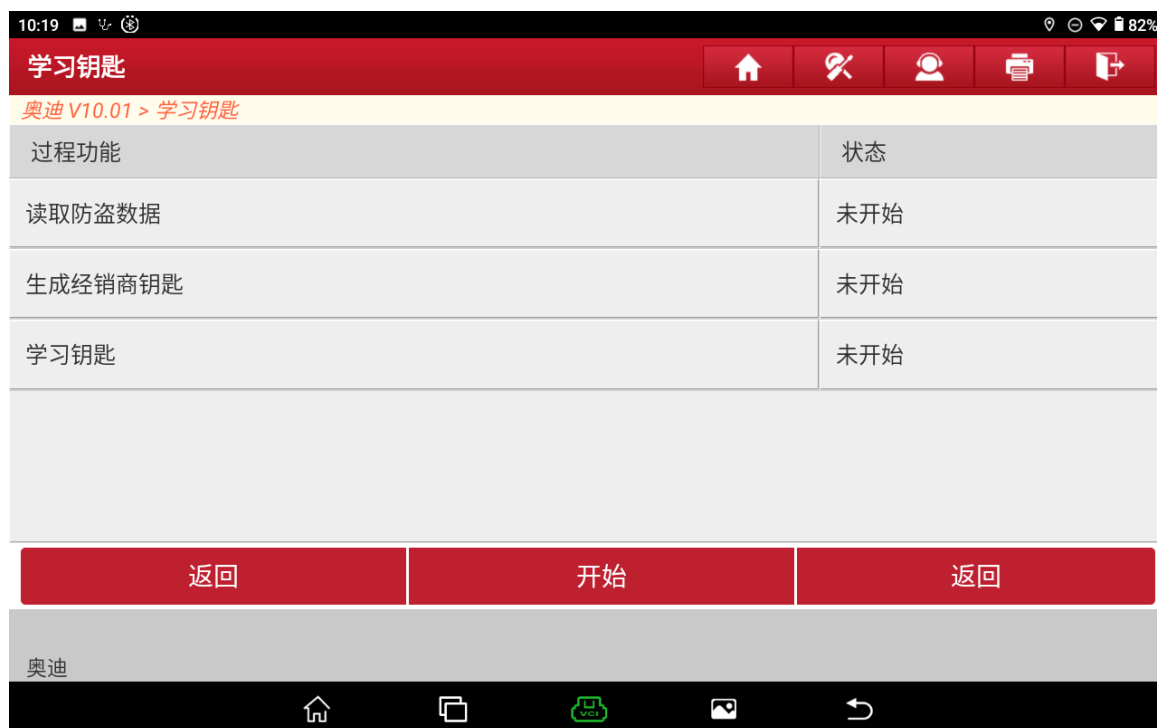 10:19 82%
学习钥匙
奥迪 V10.01 > 学习钥匙
过程功能 状态
读取防盗数据 未开始
生成经销商钥匙 未开始
学习钥匙 未开始
返回 开始 返回
奥迪
VCI